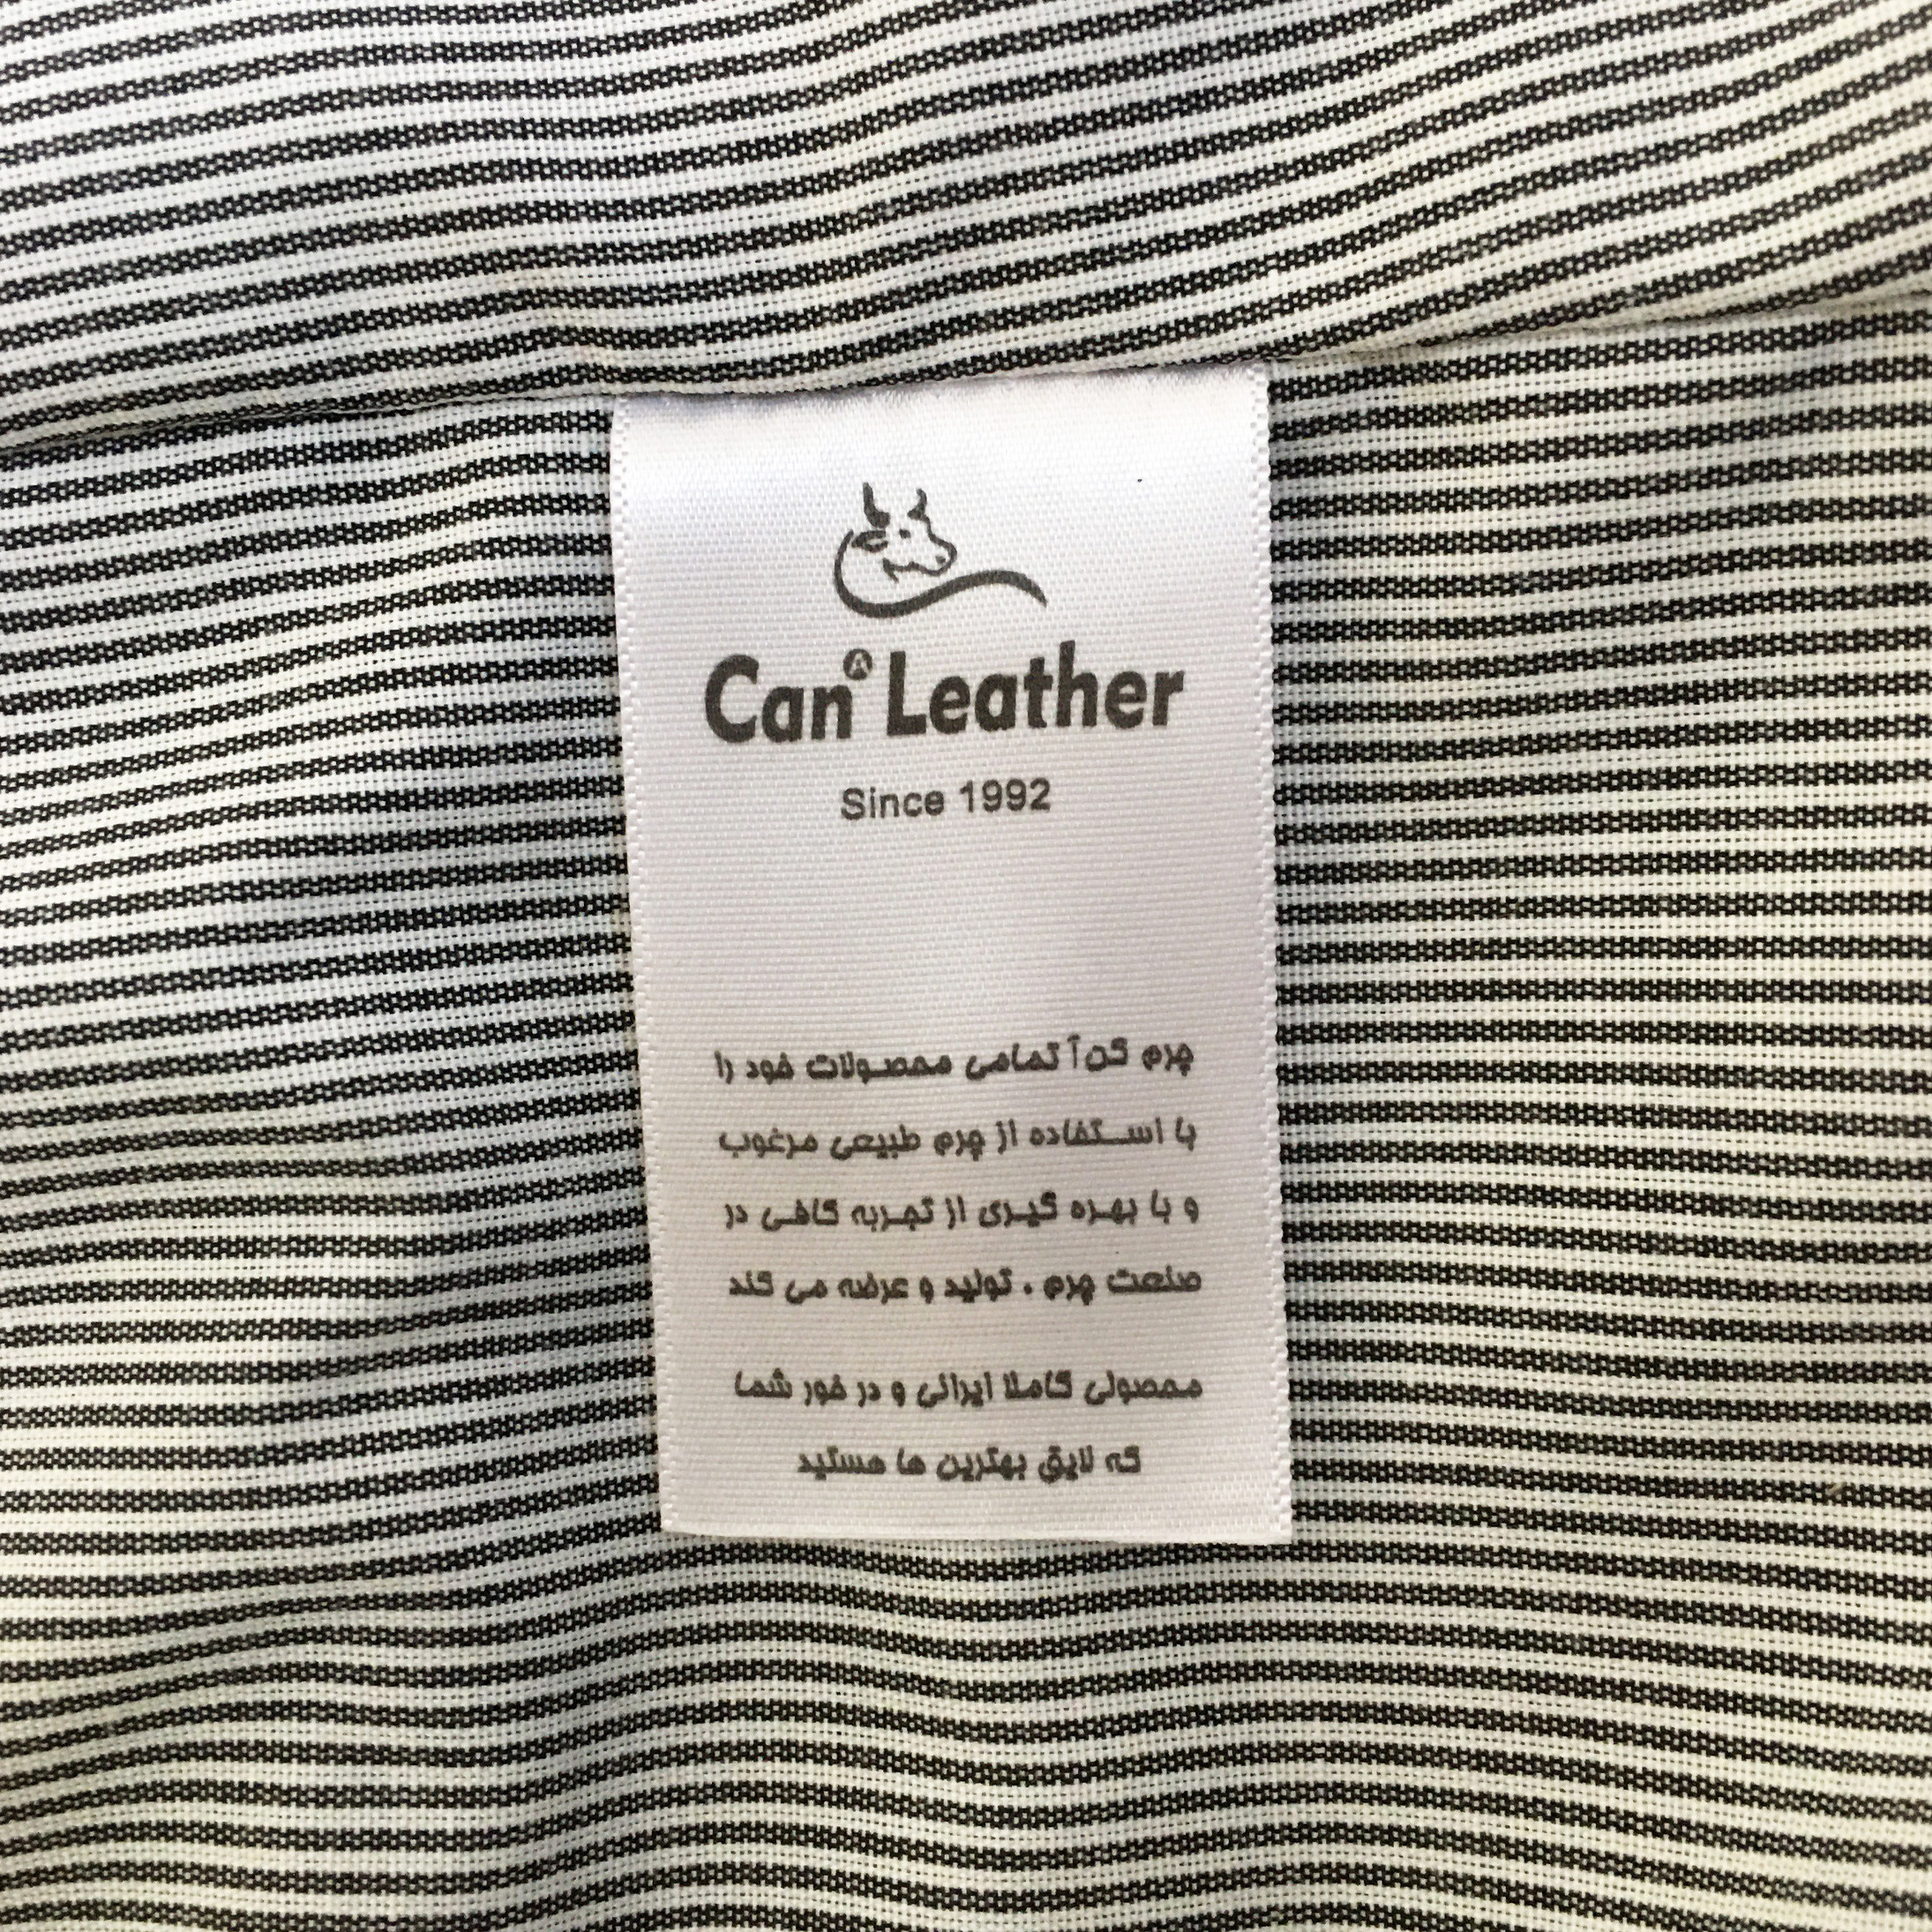 Can A Leather
Since 1992
چرم کن آ تمامی محصولات خود را
با استفاده از چرم طبیعی مرغوب
و با بهره گیری از تجربه کافی در
صنعت چرم ، تولید و عرضه می کند
محصولی کاملا ایرانی و در خور شما
که لایق بهترین ها هستید